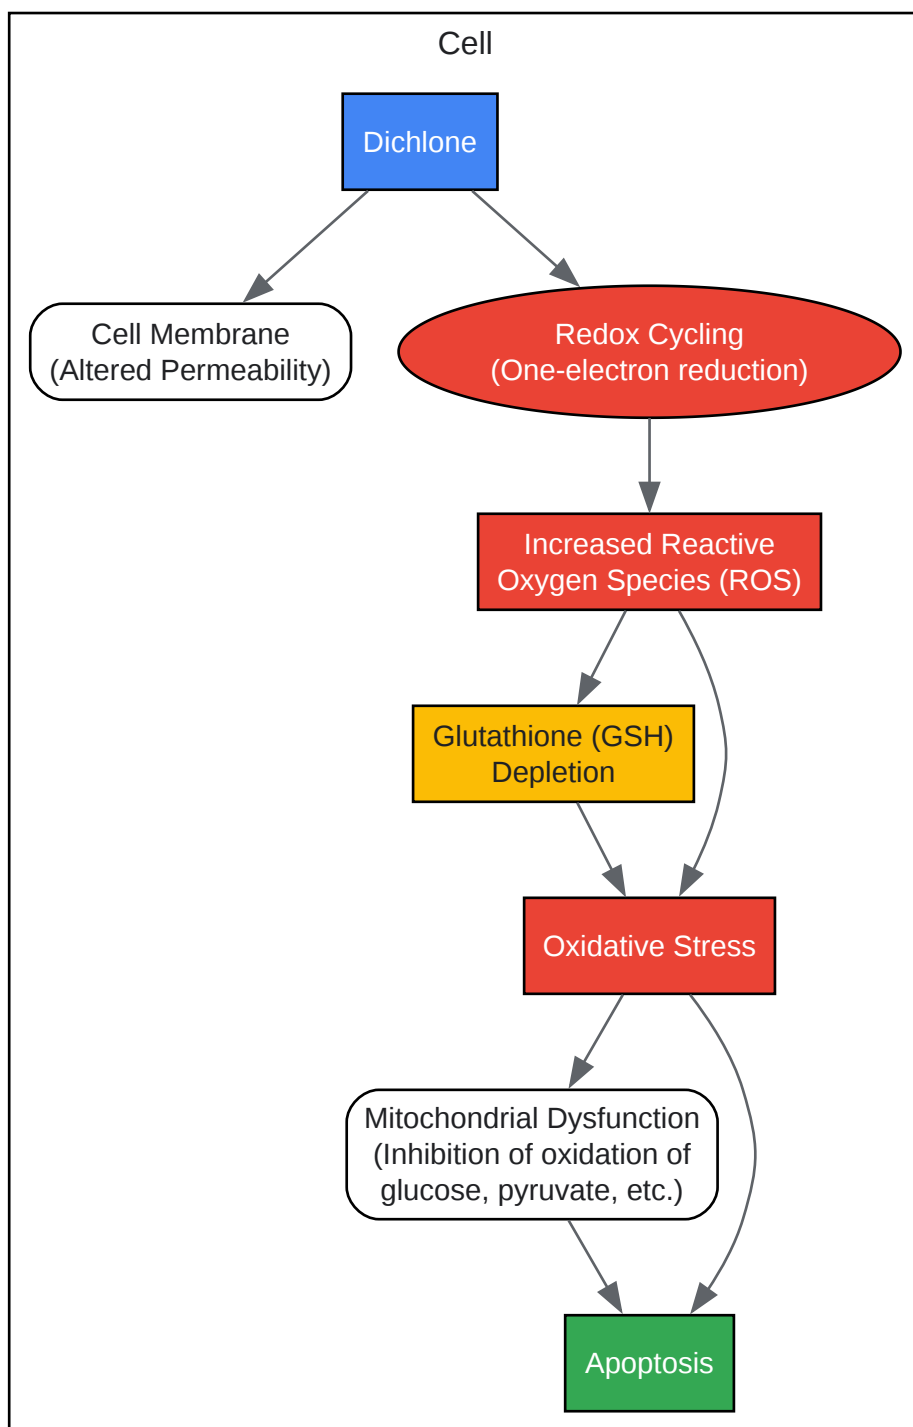 Cell
Dichlone
Cell Membrane
(Altered Permeability)
Redox Cycling
(One-electron reduction)
Increased Reactive
Oxygen Species (ROS)
Glutathione (GSH)
Depletion
Oxidative Stress
Mitochondrial Dysfunction
(Inhibition of oxidation of
glucose, pyruvate, etc.)
Apoptosis